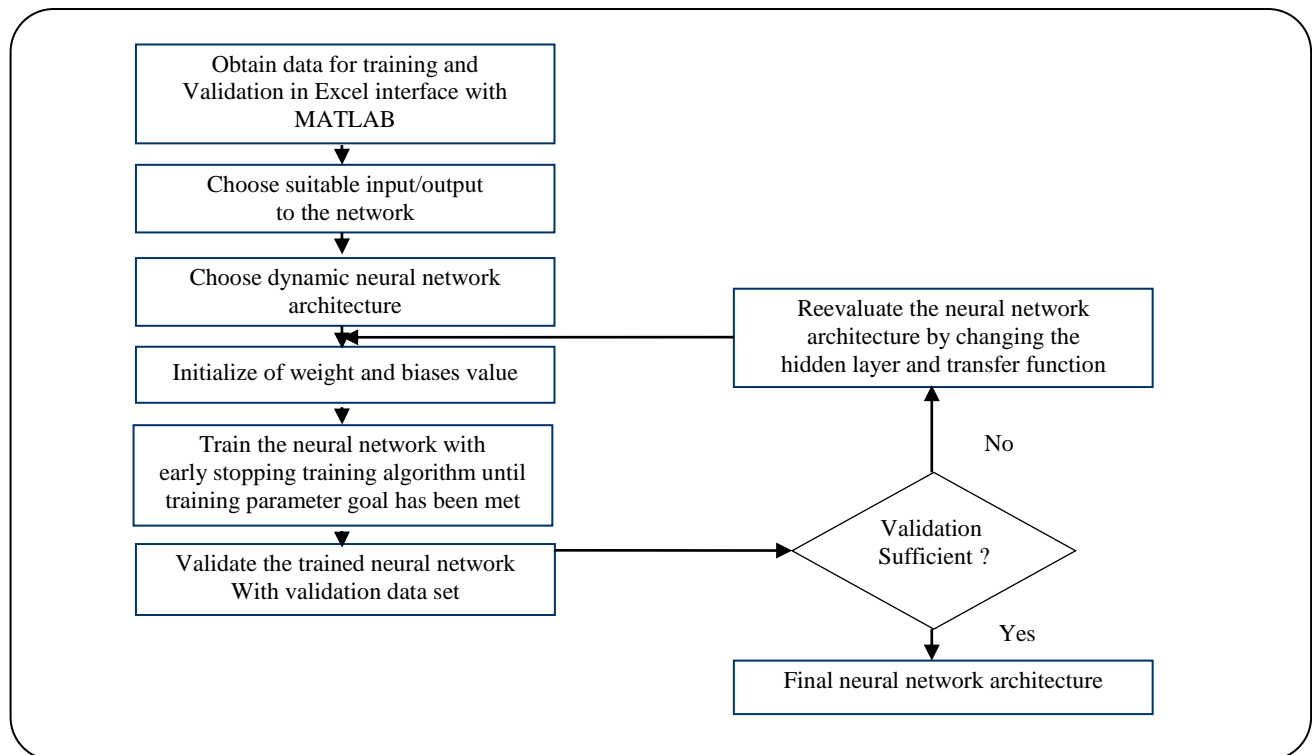 Obtain data for training and
Validation in Excel interface with
MATLAB
Choose suitable input/output
to the network
Choose dynamic neural network
architecture
Initialize of weight and biases value
Train the neural network with
early stopping training algorithm until
training parameter goal has been met
Validate the trained neural network
With validation data set
Reevaluate the neural network
architecture by changing the
hidden layer and transfer function
No
Validation
Sufficient ?
Yes
Final neural network architecture